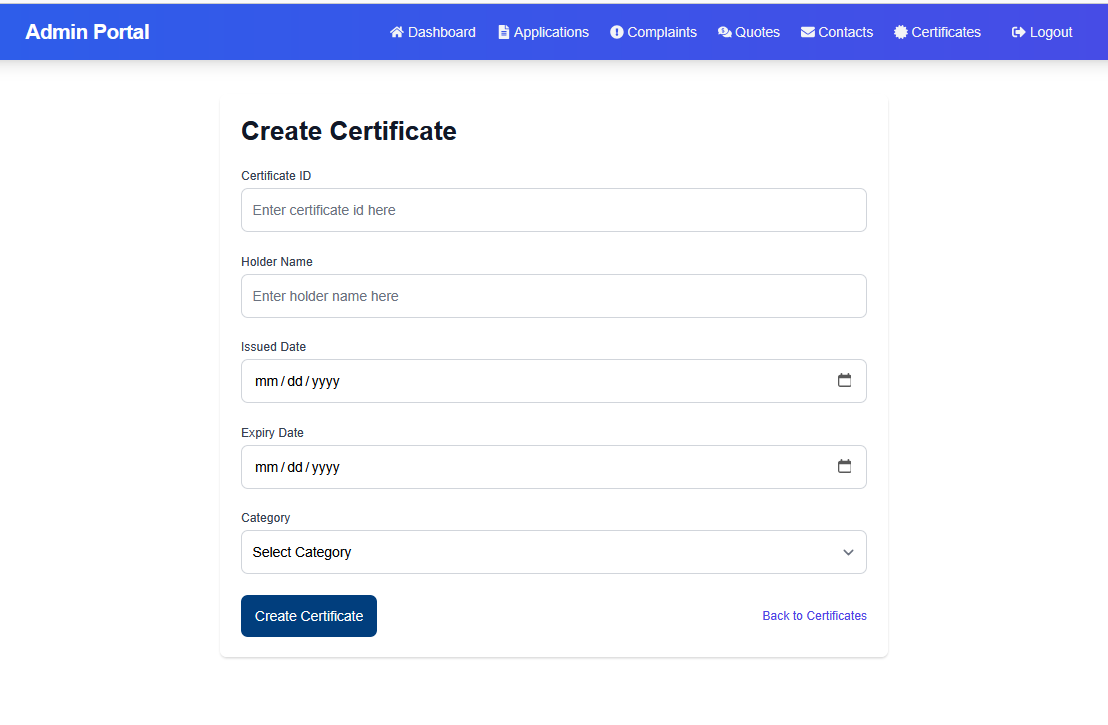 Admin Portal Dashboard Applications Complaints Quotes Contacts Certificates Logout
Create Certificate
Certificate ID
Enter certificate id here
Holder Name
Enter holder name here
Issued Date
mm/dd/yyyy
Expiry Date
mm/dd/yyyy
Category
Select Category
Create Certificate Back to Certificates